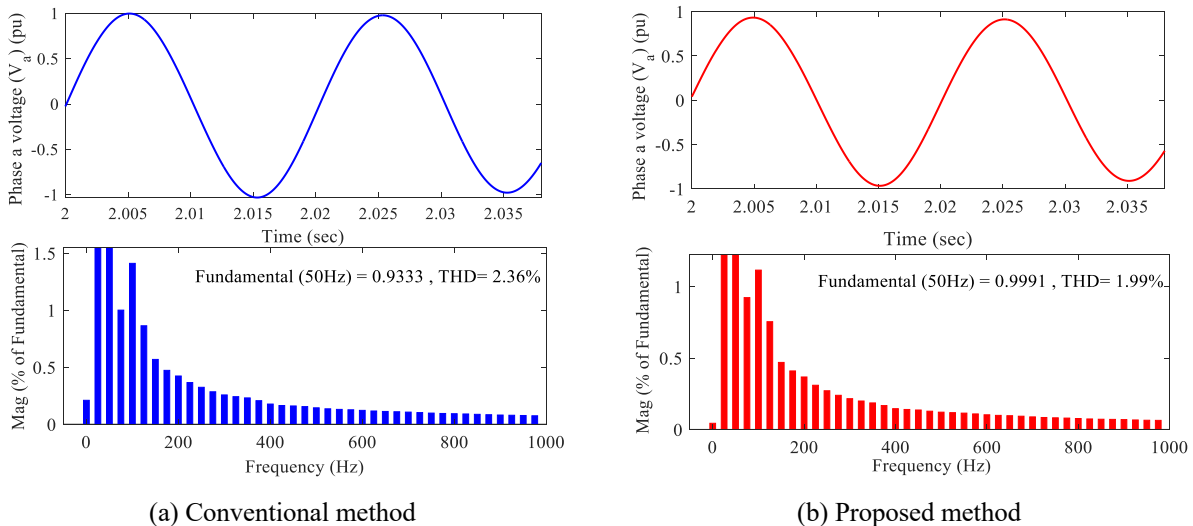 Phase a voltage (V_a) (pu)
1
0.5
0
-0.5
-1
2 2.005 2.01 2.015 2.02 2.025 2.03 2.035
Time (sec)
Mag (% of Fundamental)
1.5
1
0.5
0
Fundamental (50Hz) = 0.9333 , THD= 2.36%
0 200 400 600 800 1000
Frequency (Hz)
(a) Conventional method
Phase a voltage (V_a) (pu)
1
0.5
0
-0.5
-1
2 2.005 2.01 2.015 2.02 2.025 2.03 2.035
Time (sec)
Mag (% of Fundamental)
1
0.5
0
Fundamental (50Hz) = 0.9991 , THD= 1.99%
0 200 400 600 800 1000
Frequency (Hz)
(b) Proposed method